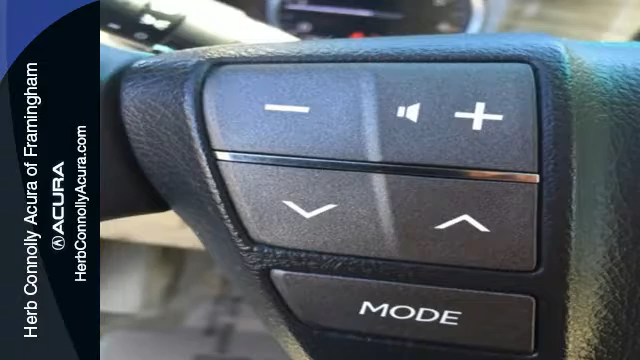 Herb Connolly Acura of Framingham
ACURA
HerbConnollyAcura.com
MODE